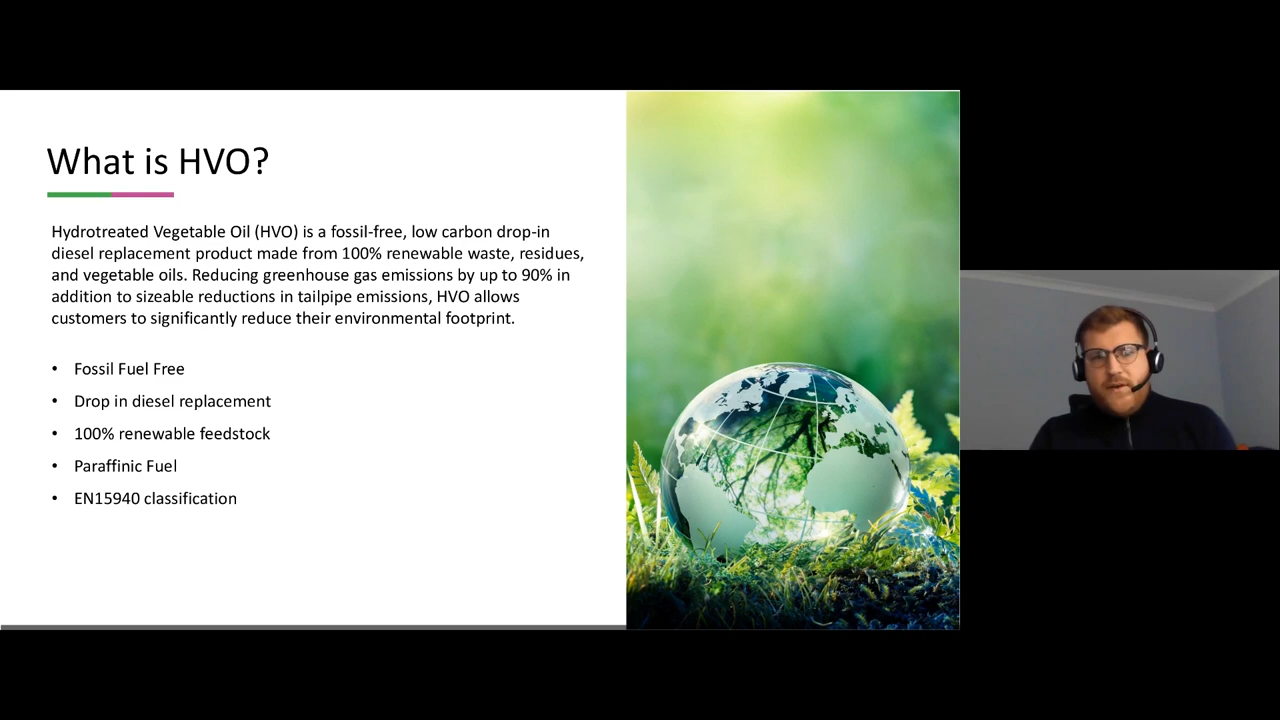 What is HVO?
Hydrotreated Vegetable Oil (HVO) is a fossil-free, low carbon drop-in
diesel replacement product made from 100% renewable waste, residues,
and vegetable oils. Reducing greenhouse gas emissions by up to 90% in
addition to sizeable reductions in tailpipe emissions, HVO allows
customers to significantly reduce their environmental footprint.
• Fossil Fuel Free
• Drop in diesel replacement
• 100% renewable feedstock
• Paraffinic Fuel
• EN15940 classification